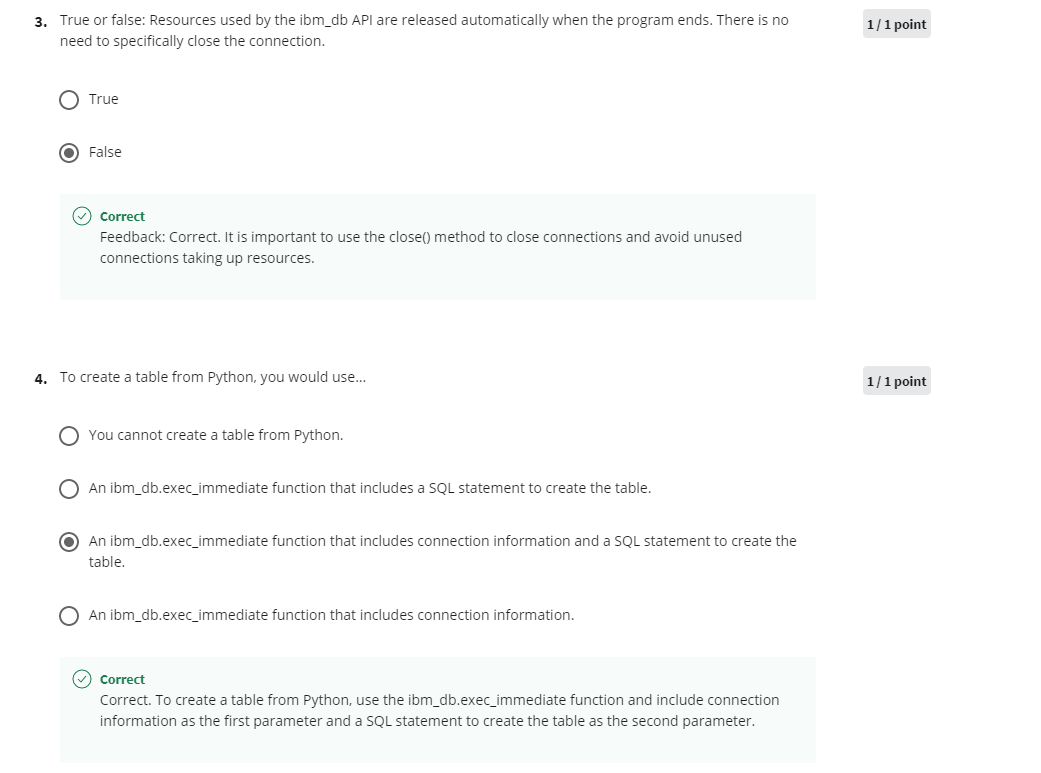 3. True or false: Resources used by the ibm_db API are released automatically when the program ends. There is no
need to specifically close the connection.
1 / 1 point
True
False
Correct
Feedback: Correct. It is important to use the close() method to close connections and avoid unused
connections taking up resources.
4. To create a table from Python, you would use...
1 / 1 point
You cannot create a table from Python.
An ibm_db.exec_immediate function that includes a SQL statement to create the table.
An ibm_db.exec_immediate function that includes connection information and a SQL statement to create the
table.
An ibm_db.exec_immediate function that includes connection information.
Correct
Correct. To create a table from Python, use the ibm_db.exec_immediate function and include connection
information as the first parameter and a SQL statement to create the table as the second parameter.